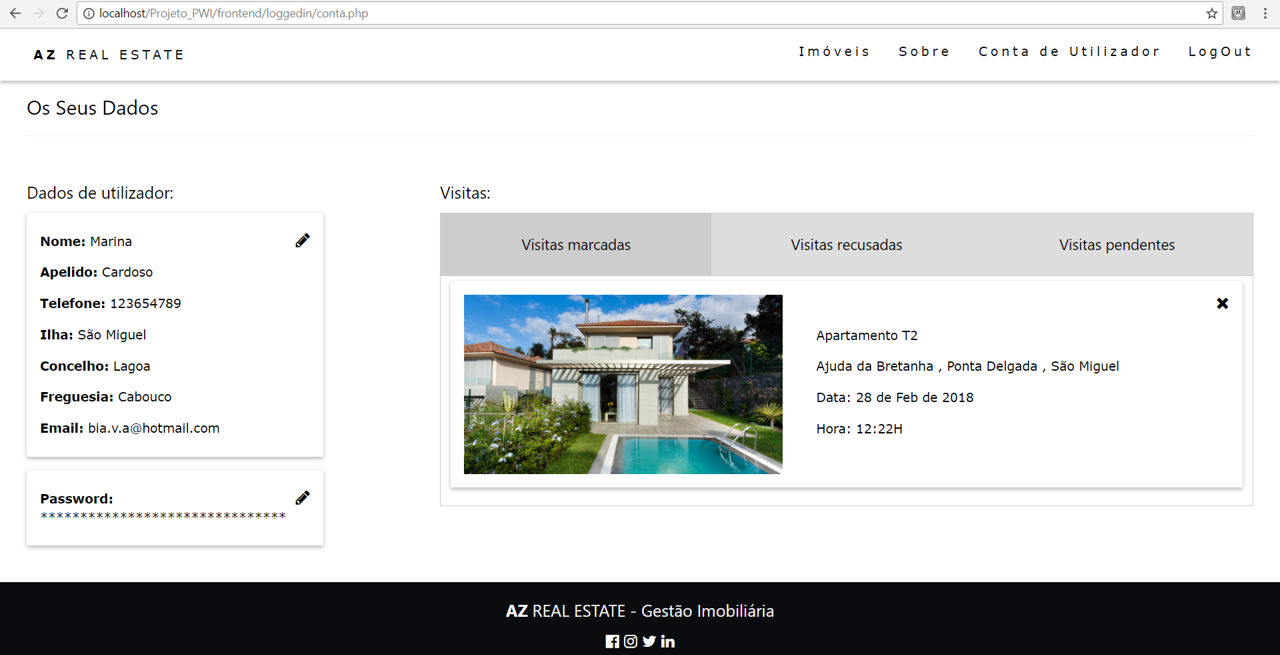 localhost/Projeto_PWI/frontend/loggedin/conta.php
AZ REAL ESTATE
Imóveis Sobre Conta de Utilizador LogOut
Os Seus Dados
Dados de utilizador:
Nome: Marina
Apelido: Cardoso
Telefone: 123654789
Ilha: São Miguel
Concelho: Lagoa
Freguesia: Cabouco
Email: bia.v.a@hotmail.com
Password:
*******************************
Visitas:
Visitas marcadas Visitas recusadas Visitas pendentes
Apartamento T2
Ajuda da Bretanha , Ponta Delgada , São Miguel
Data: 28 de Feb de 2018
Hora: 12:22H
AZ REAL ESTATE - Gestão Imobiliária